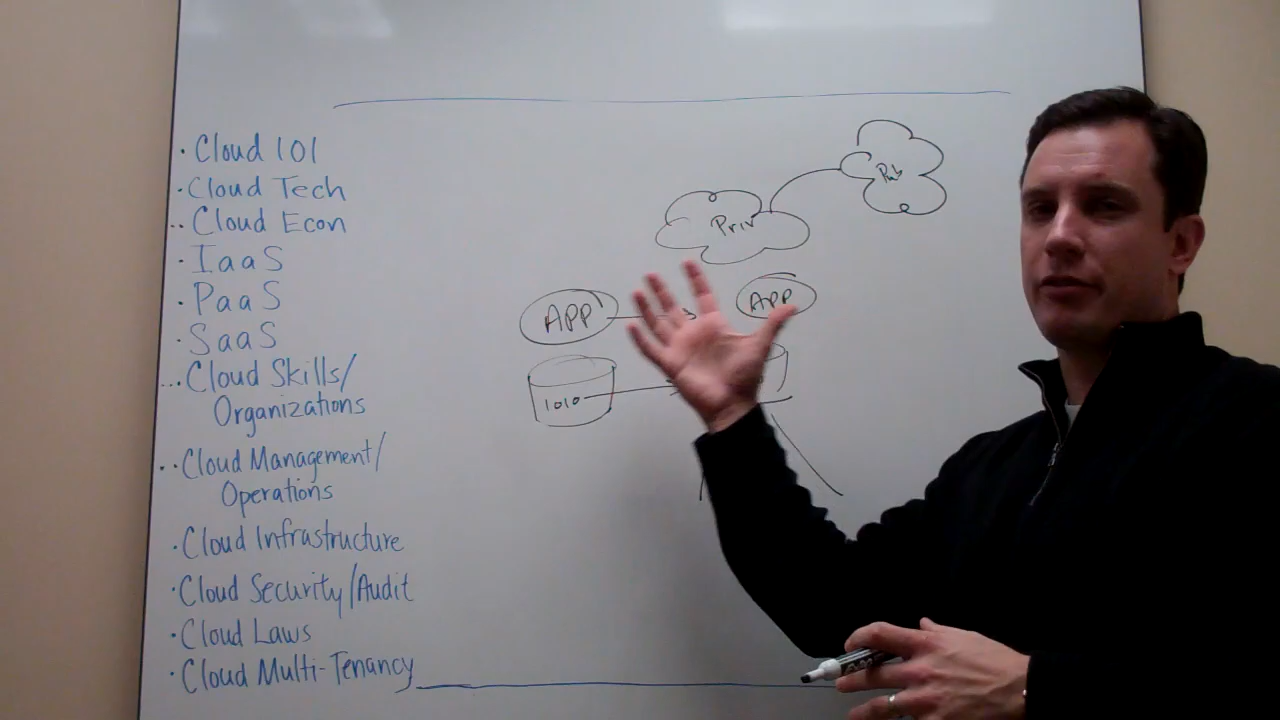 · Cloud 101
· Cloud Tech
.. Cloud Econ
· IaaS
· PaaS
· SaaS
... Cloud Skills/
Organizations
.. Cloud Management/
Operations
· Cloud Infrastructure
· Cloud Security/Audit
· Cloud Laws
· Cloud Multi-Tenancy
Pub
Priv
APP
APP
1010